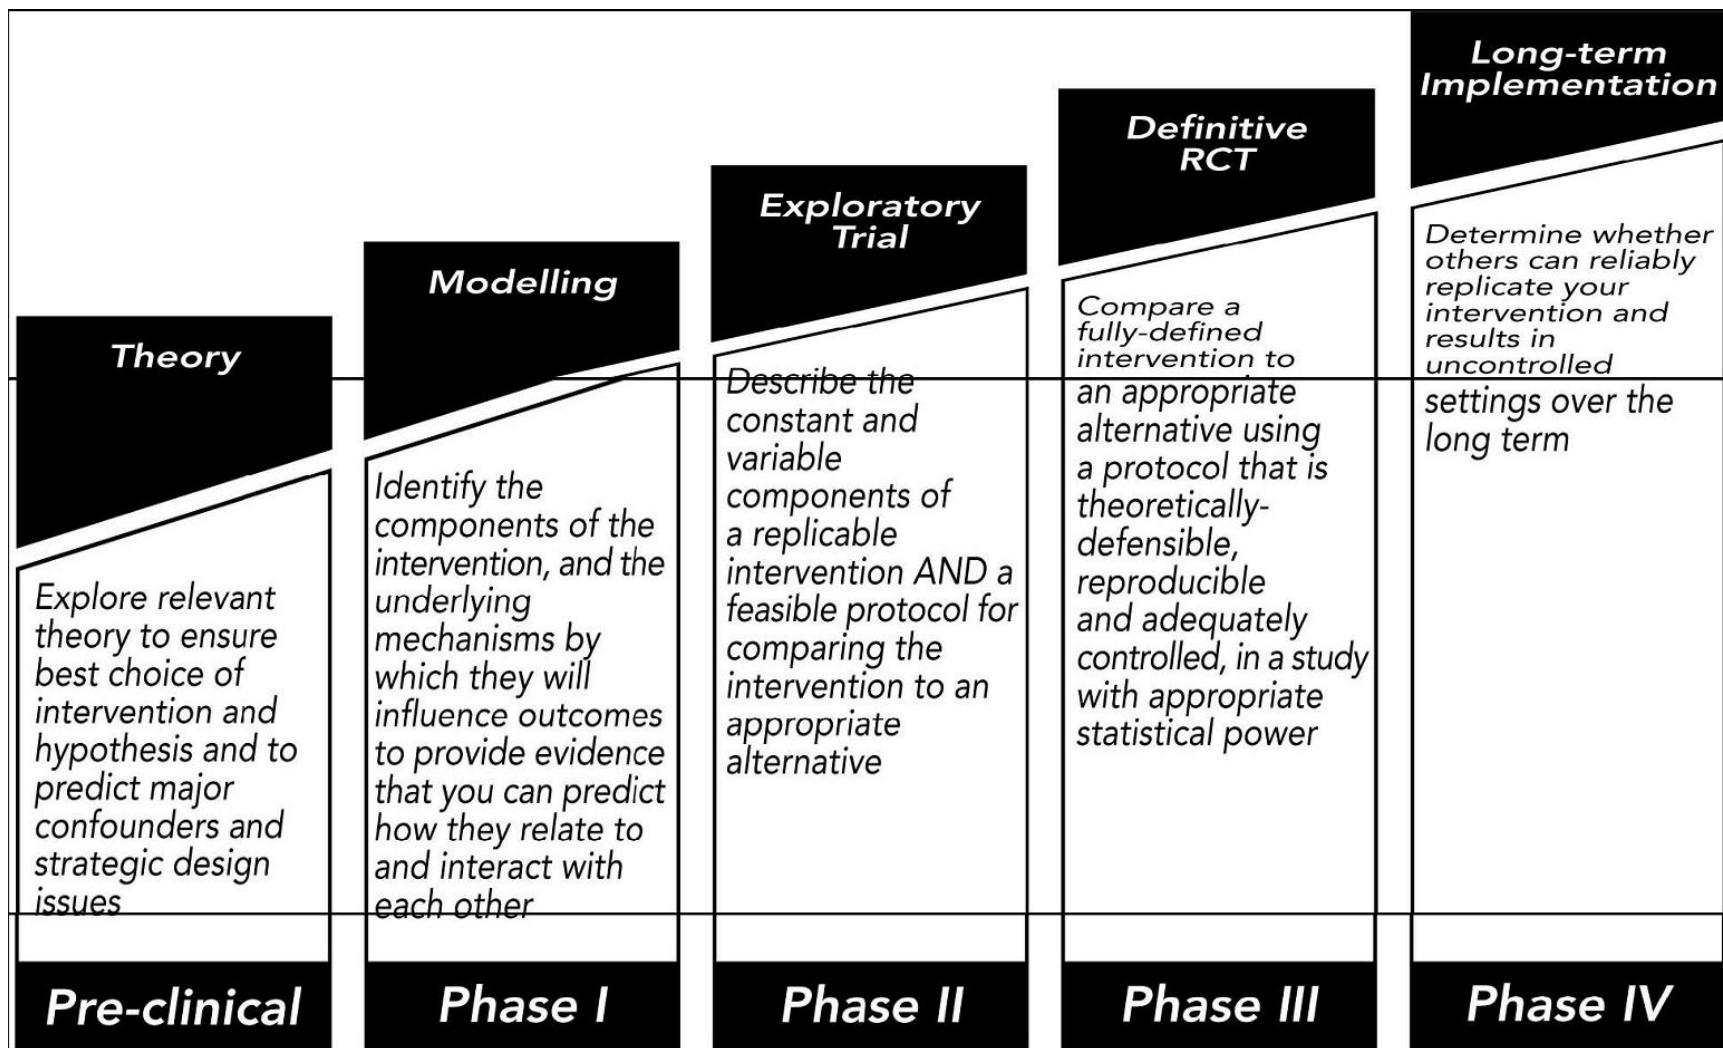 Theory
Explore relevant
theory to ensure
best choice of
intervention and
hypothesis and to
predict major
confounders and
strategic design
issues
Pre-clinical
Modelling
Identify the
components of the
intervention, and the
underlying
mechanisms by
which they will
influence outcomes
to provide evidence
that you can predict
how they relate to
and interact with
each other
Phase I
Exploratory
Trial
Describe the
constant and
variable
components of
a replicable
intervention AND a
feasible protocol for
comparing the
intervention to an
appropriate
alternative
Phase II
Definitive
RCT
Compare a
fully-defined
intervention to
an appropriate
alternative using
a protocol that is
theoretically-
defensible,
reproducible
and adequately
controlled, in a study
with appropriate
statistical power
Phase III
Long-term
Implementation
Determine whether
others can reliably
replicate your
intervention and
results in
uncontrolled
settings over the
long term
Phase IV